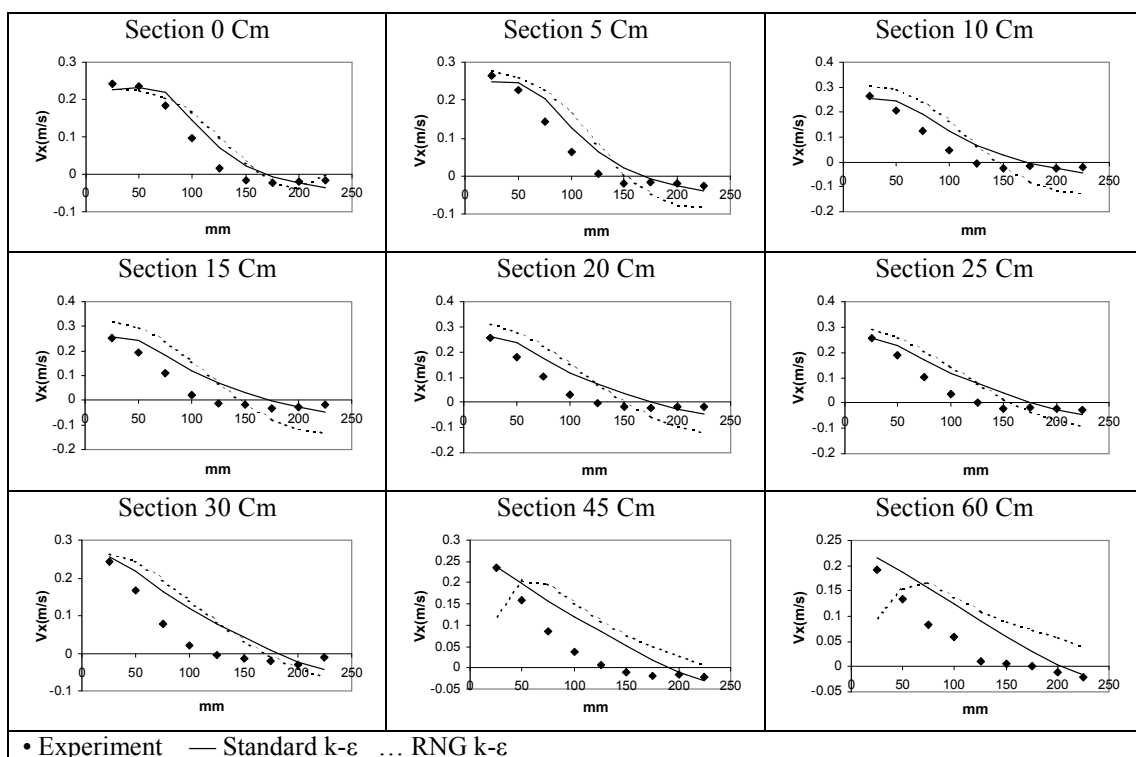 Section 0 Cm
0.3
0.2
0.1
0
-0.1
0 50 100 150 200 250
Vx(m/s)
mm
Section 5 Cm
0.3
0.2
0.1
0
-0.1
0 50 100 150 200 250
Vx(m/s)
mm
Section 10 Cm
0.4
0.3
0.2
0.1
0
-0.1
-0.2
0 50 100 150 200 250
Vx(m/s)
mm
Section 15 Cm
0.4
0.3
0.2
0.1
0
-0.1
-0.2
0 50 100 150 200 250
Vx(m/s)
mm
Section 20 Cm
0.4
0.3
0.2
0.1
0
-0.1
-0.2
0 50 100 150 200 250
Vx(m/s)
mm
Section 25 Cm
0.4
0.3
0.2
0.1
0
-0.1
-0.2
0 50 100 150 200 250
Vx(m/s)
mm
Section 30 Cm
0.3
0.2
0.1
0
-0.1
0 50 100 150 200 250
Vx(m/s)
mm
Section 45 Cm
0.3
0.25
0.2
0.15
0.1
0.05
0
-0.05
0 50 100 150 200 250
Vx(m/s)
mm
Section 60 Cm
0.25
0.2
0.15
0.1
0.05
0
-0.05
0 50 100 150 200 250
Vx(m/s)
mm
• Experiment — Standard k-ε … RNG k-ε